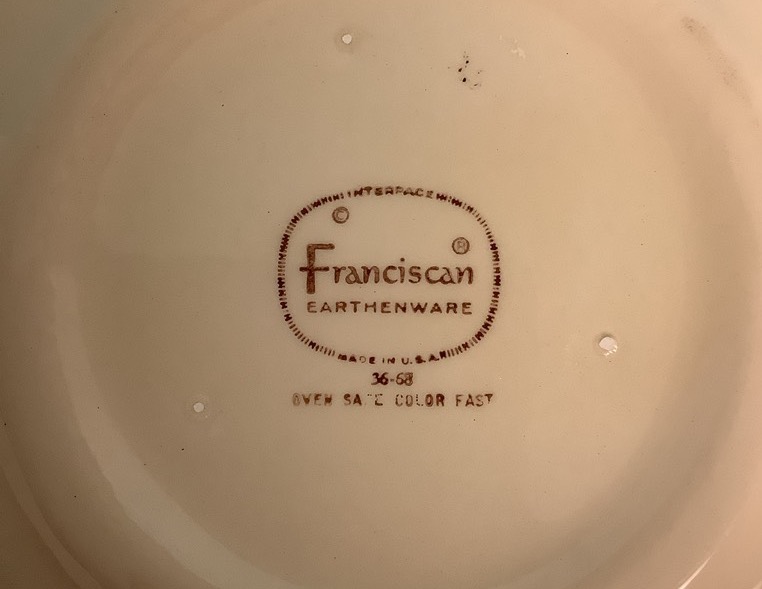 INTERPACE
©
®
Franciscan
EARTHENWARE
MADE IN U.S.A.
36-68
OVEN SAFE COLOR FAST